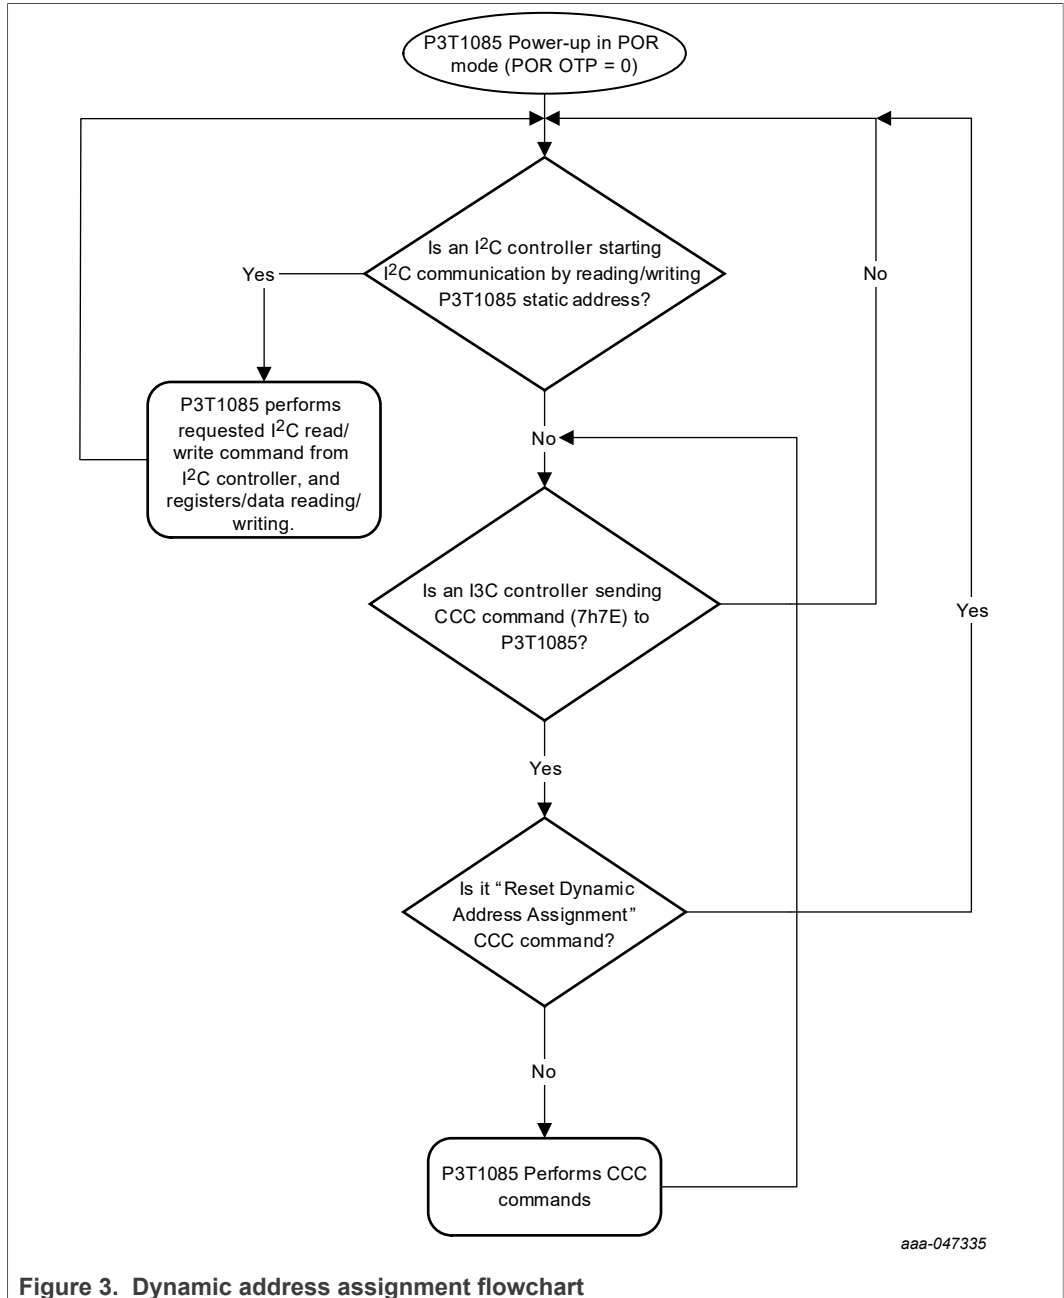 P3T1085 Power-up in POR
mode (POR OTP = 0)
Is an I²C controller starting
I²C communication by reading/writing
P3T1085 static address?
Yes
No
P3T1085 performs
requested I²C read/
write command from
I²C controller, and
registers/data reading/
writing.
No
Is an I3C controller sending
CCC command (7h7E) to
P3T1085?
Yes
Yes
Is it “Reset Dynamic
Address Assignment”
CCC command?
No
P3T1085 Performs CCC
commands
aaa-047335
Figure 3. Dynamic address assignment flowchart